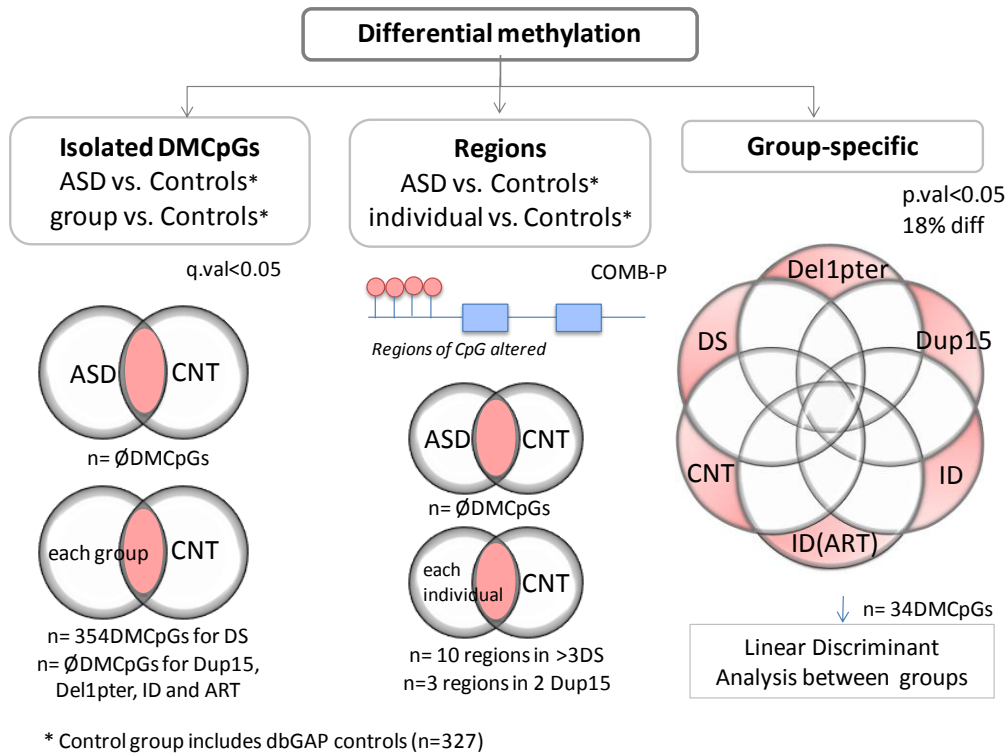 Differential methylation
Isolated DMCpGs
ASD vs. Controls*
group vs. Controls*
q.val<0.05
ASD
CNT
n= ØDMCpGs
each group
CNT
n= 354DMCpGs for DS
n= ØDMCpGs for Dup15,
Del1pter, ID and ART
Regions
ASD vs. Controls*
individual vs. Controls*
COMB-P
Regions of CpG altered
ASD
CNT
n= ØDMCpGs
each
individual
CNT
n= 10 regions in >3DS
n=3 regions in 2 Dup15
Group-specific
p.val<0.05
18% diff
Del1pter
DS
Dup15
CNT
ID
ID(ART)
n= 34DMCpGs
Linear Discriminant
Analysis between groups
* Control group includes dbGAP controls (n=327)